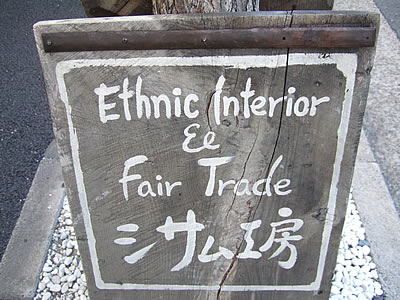 Ethnic Interior
&
Fair Trade
シサム工房